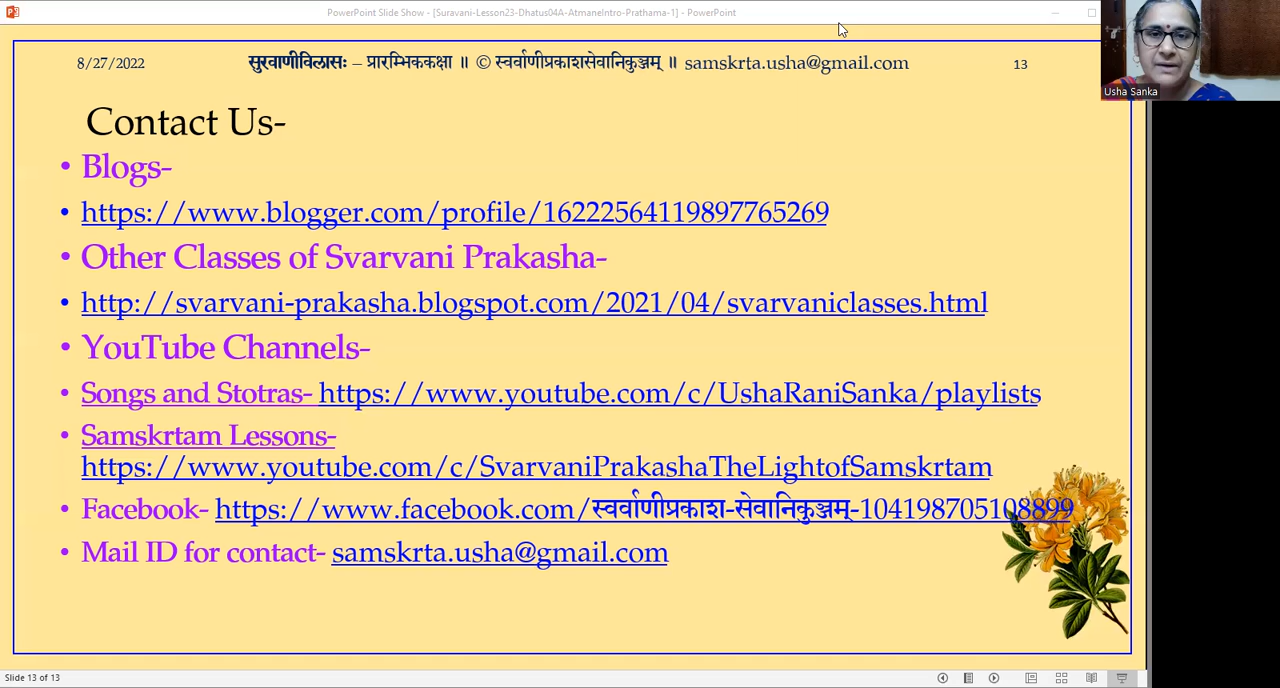 PowerPoint Slide Show - [Suravani-Lesson23-Dhatus04A-AtmaneIntro-Prathama-1] - PowerPoint
8/27/2022 सुरवाणीविलासः – प्रारम्भिककक्षा ॥ © स्वर्वाणीप्रकाशसेवानिकुञ्जम् ॥ samskrta.usha@gmail.com 13
Usha Sanka
Contact Us-
• Blogs-
• https://www.blogger.com/profile/16222564119897765269
• Other Classes of Svarvani Prakasha-
• http://svarvani-prakasha.blogspot.com/2021/04/svarvaniclasses.html
• YouTube Channels-
• Songs and Stotras- https://www.youtube.com/c/UshaRaniSanka/playlists
• Samskrtam Lessons-
https://www.youtube.com/c/SvarvaniPrakashaTheLightofSamskrtam
• Facebook- https://www.facebook.com/स्वर्वाणीप्रकाश-सेवानिकुञ्जम्-104198705108899
• Mail ID for contact- samskrta.usha@gmail.com
Slide 13 of 13